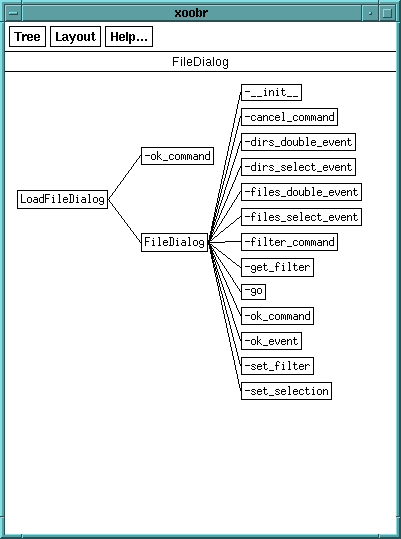 xoobr
Tree Layout Help...
FileDialog
-__init__
-cancel_command
-dirs_double_event
-ok_command
-dirs_select_event
-files_double_event
LoadFileDialog
-files_select_event
FileDialog
-filter_command
-get_filter
-go
-ok_command
-ok_event
-set_filter
-set_selection